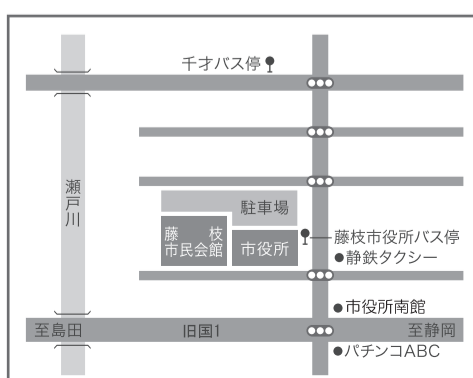 千才バス停
瀬戸川
駐車場
藤枝
市民会館
市役所
藤枝市役所バス停
●静鉄タクシー
●市役所南館
至島田
旧国1
至静岡
●パチンコABC